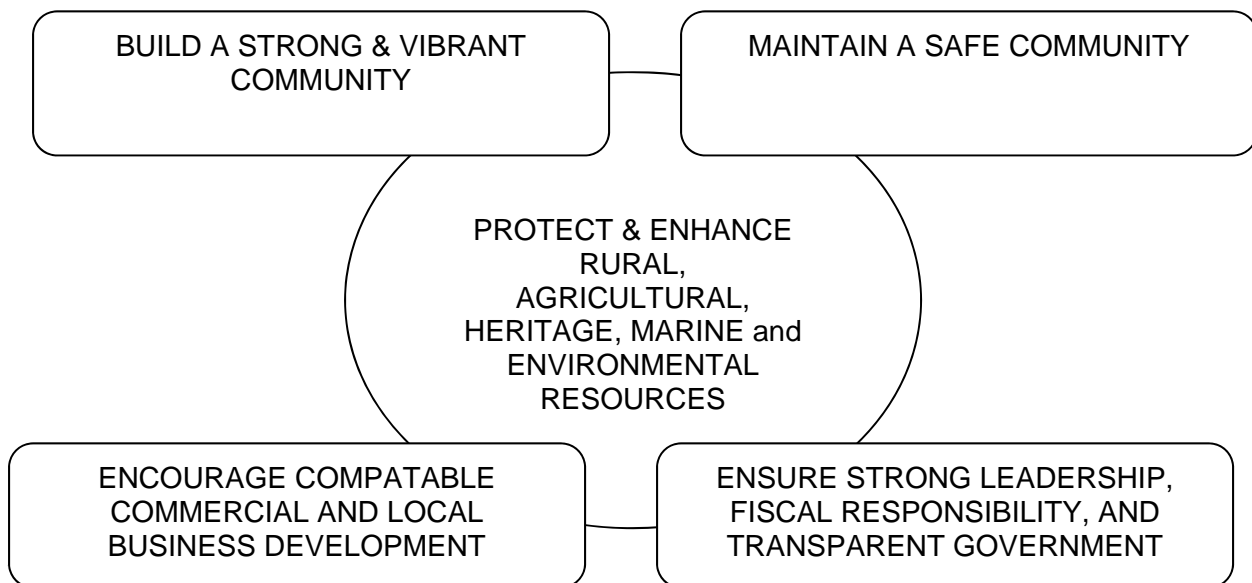 BUILD A STRONG & VIBRANT
COMMUNITY
MAINTAIN A SAFE COMMUNITY
PROTECT & ENHANCE
RURAL,
AGRICULTURAL,
HERITAGE, MARINE and
ENVIRONMENTAL
RESOURCES
ENCOURAGE COMPATABLE
COMMERCIAL AND LOCAL
BUSINESS DEVELOPMENT
ENSURE STRONG LEADERSHIP,
FISCAL RESPONSIBILITY, AND
TRANSPARENT GOVERNMENT